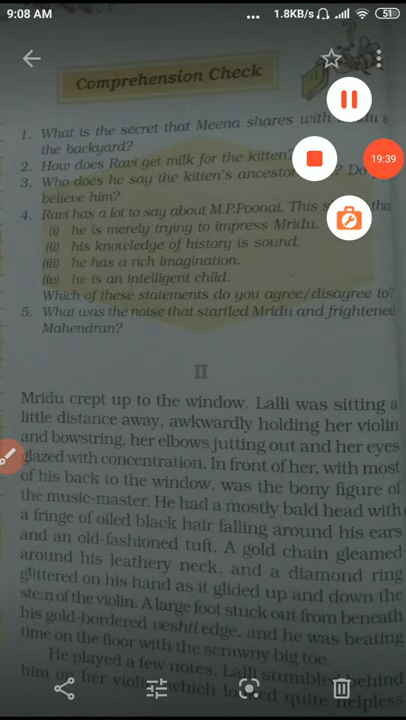 9:08 AM ... 1.8KB/s 51
Comprehension Check
1. What is the secret that Meena shares with
the backyard?
2. How does Ravi get milk for the kitten
19:39
3. Who does he say the kitten's
believe him?
4. Ravi has a lot to say about M.P.Poonai. This
(i) he is merely trying to impress Mridu.
(ii) his knowledge of history is sound.
(iii) he has a rich imagination.
(iv) he is an intelligent child.
Which of these statements do you agree/disagree to?
5. What was the noise that startled Mridu and frightened
Mahendran?
II
Mridu crept up to the window. Lalli was sitting a
little distance away, awkwardly holding her violin
and bowstring, her elbows jutting out and her eyes
glazed with concentration. In front of her, with most
of his back to the window, was the bony figure of
the music-master. He had a mostly bald head with
a fringe of oiled black hair falling around his ears
and an old-fashioned tuft. A gold chain gleamed
around his leathery neck, and a diamond ring
glittered on his hand as it glided up and down the
stem of the violin. A large foot stuck out from beneath
his gold-bordered veshti edge, and he was beating
time on the floor with the scrawny big toe.
He played a few notes. Lalli stumbled behind
him on her violin, which looked quite helpless